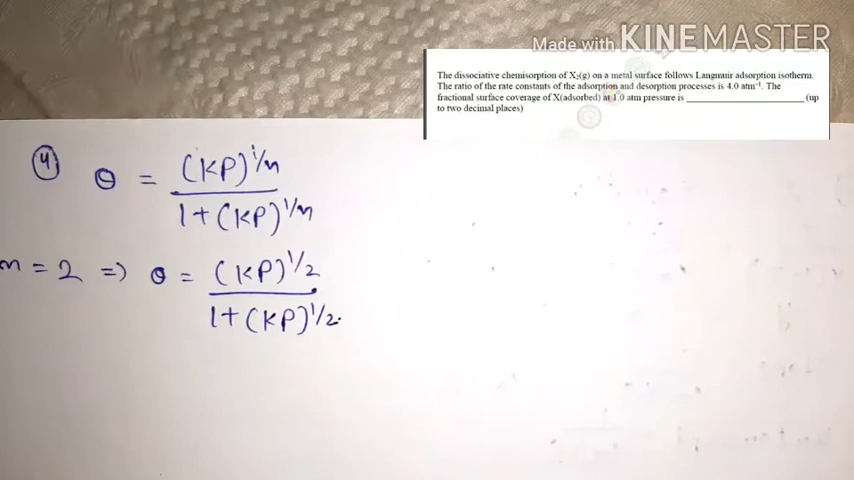 Made with KINEMASTER
The dissociative chemisorption of X₂(g) on a metal surface follows Langmuir adsorption isotherm.
The ratio of the rate constants of the adsorption and desorption processes is 4.0 atm⁻¹. The
fractional surface coverage of X(adsorbed) at 1.0 atm pressure is ____________________ (up
to two decimal places)
④ θ = (KP)^1/n / 1+(KP)^1/n
n = 2 ⇒ θ = (KP)^1/2 / 1+(KP)^1/2.